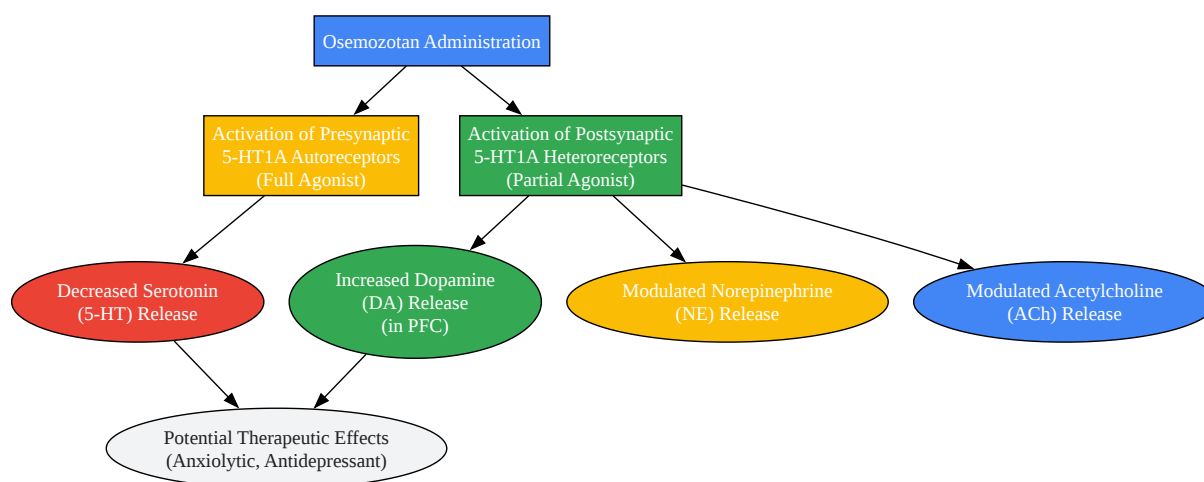 Osemozotan Administration
Activation of Presynaptic
5-HT1A Autoreceptors
(Full Agonist)
Activation of Postsynaptic
5-HT1A Heteroreceptors
(Partial Agonist)
Decreased Serotonin
(5-HT) Release
Increased Dopamine
(DA) Release
(in PFC)
Modulated Norepinephrine
(NE) Release
Modulated Acetylcholine
(ACh) Release
Potential Therapeutic Effects
(Anxiolytic, Antidepressant)